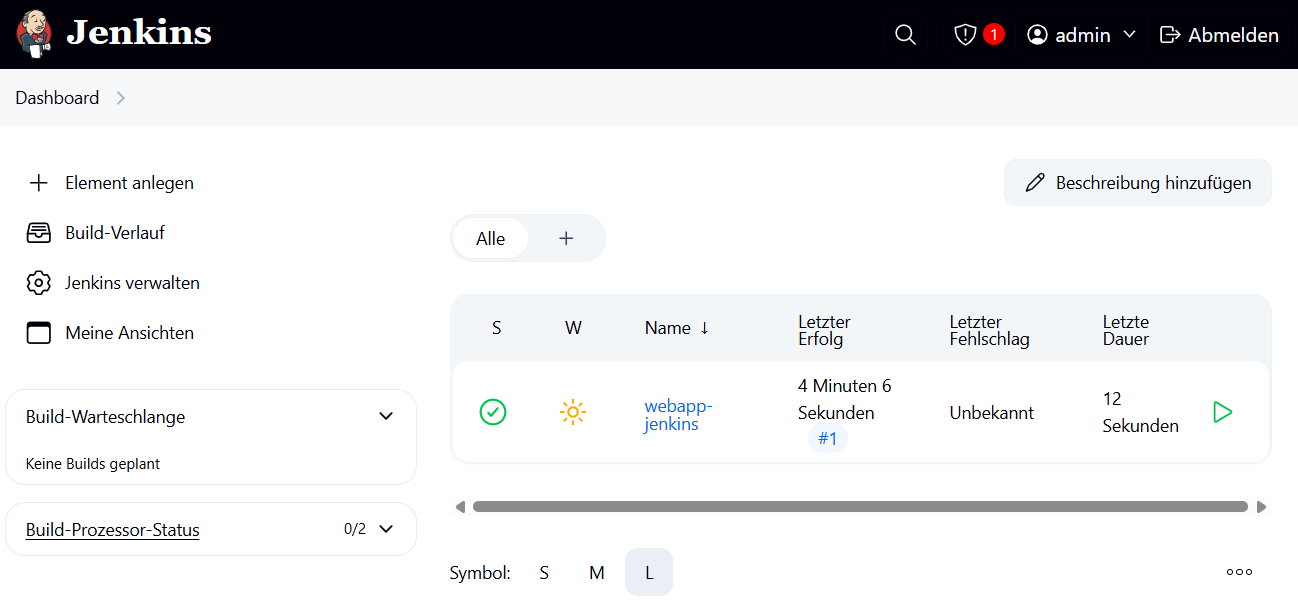 Jenkins
1
admin
Abmelden
Dashboard
Element anlegen
Build-Verlauf
Jenkins verwalten
Meine Ansichten
Build-Warteschlange
Keine Builds geplant
Build-Prozessor-Status
0/2
Beschreibung hinzufügen
Alle +
S W Name ↓ Letzter Erfolg Letzter Fehlschlag Letzte Dauer
webapp-
jenkins
4 Minuten 6
Sekunden
#1
Unbekannt
12
Sekunden
Symbol: S M L